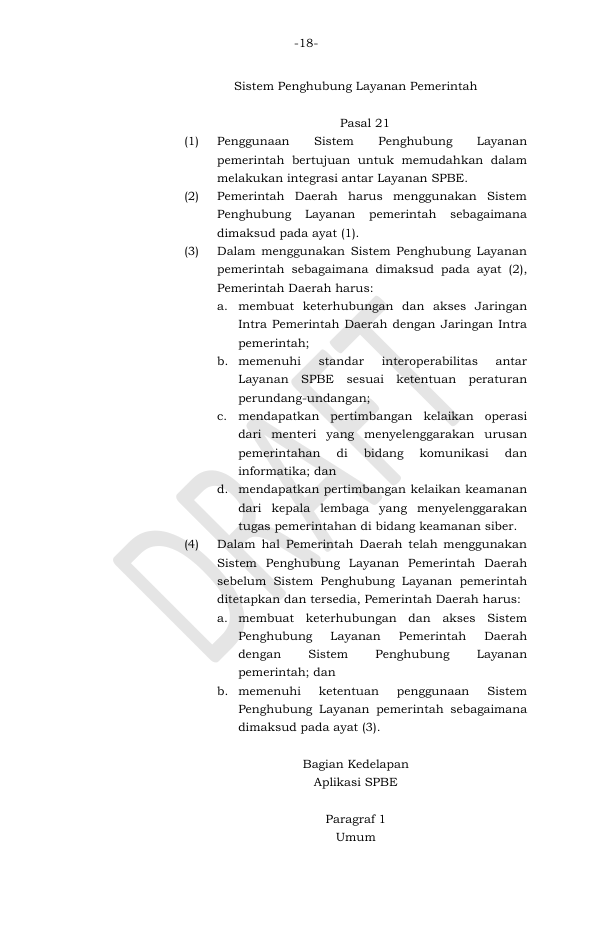 -18-
Sistem Penghubung Layanan Pemerintah
Pasal 21
(1) Penggunaan Sistem Penghubung Layanan
pemerintah bertujuan untuk memudahkan dalam
melakukan integrasi antar Layanan SPBE.
(2) Pemerintah Daerah harus menggunakan Sistem
Penghubung Layanan pemerintah sebagaimana
dimaksud pada ayat (1).
(3) Dalam menggunakan Sistem Penghubung Layanan
pemerintah sebagaimana dimaksud pada ayat (2),
Pemerintah Daerah harus:
a. membuat keterhubungan dan akses Jaringan
Intra Pemerintah Daerah dengan Jaringan Intra
pemerintah;
b. memenuhi standar interoperabilitas antar
Layanan SPBE sesuai ketentuan peraturan
perundang-undangan;
c. mendapatkan pertimbangan kelaikan operasi
dari menteri yang menyelenggarakan urusan
pemerintahan di bidang komunikasi dan
informatika; dan
d. mendapatkan pertimbangan kelaikan keamanan
dari kepala lembaga yang menyelenggarakan
tugas pemerintahan di bidang keamanan siber.
(4) Dalam hal Pemerintah Daerah telah menggunakan
Sistem Penghubung Layanan Pemerintah Daerah
sebelum Sistem Penghubung Layanan pemerintah
ditetapkan dan tersedia, Pemerintah Daerah harus:
a. membuat keterhubungan dan akses Sistem
Penghubung Layanan Pemerintah Daerah
dengan Sistem Penghubung Layanan
pemerintah; dan
b. memenuhi ketentuan penggunaan Sistem
Penghubung Layanan pemerintah sebagaimana
dimaksud pada ayat (3).
Bagian Kedelapan
Aplikasi SPBE
Paragraf 1
Umum
DRAFT